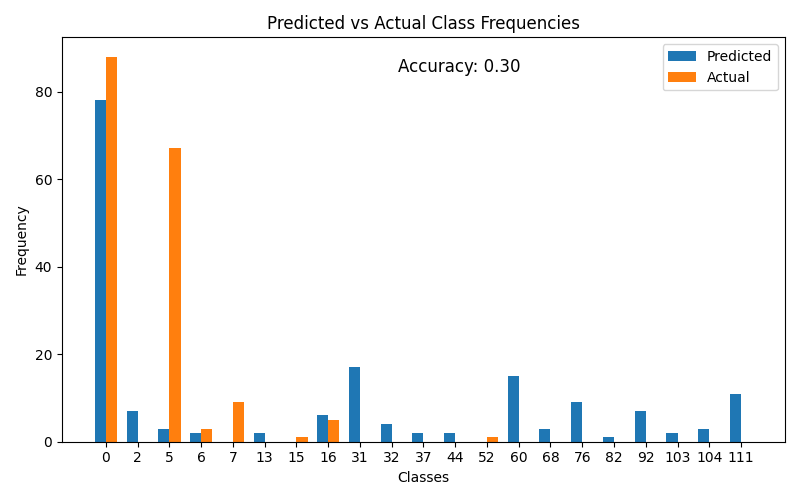 Predicted vs Actual Class Frequencies
Accuracy: 0.30
Predicted
Actual
80
60
40
20
0
Frequency
0 2 5 6 7 13 15 16 31 32 37 44 52 60 68 76 82 92 103 104 111
Classes